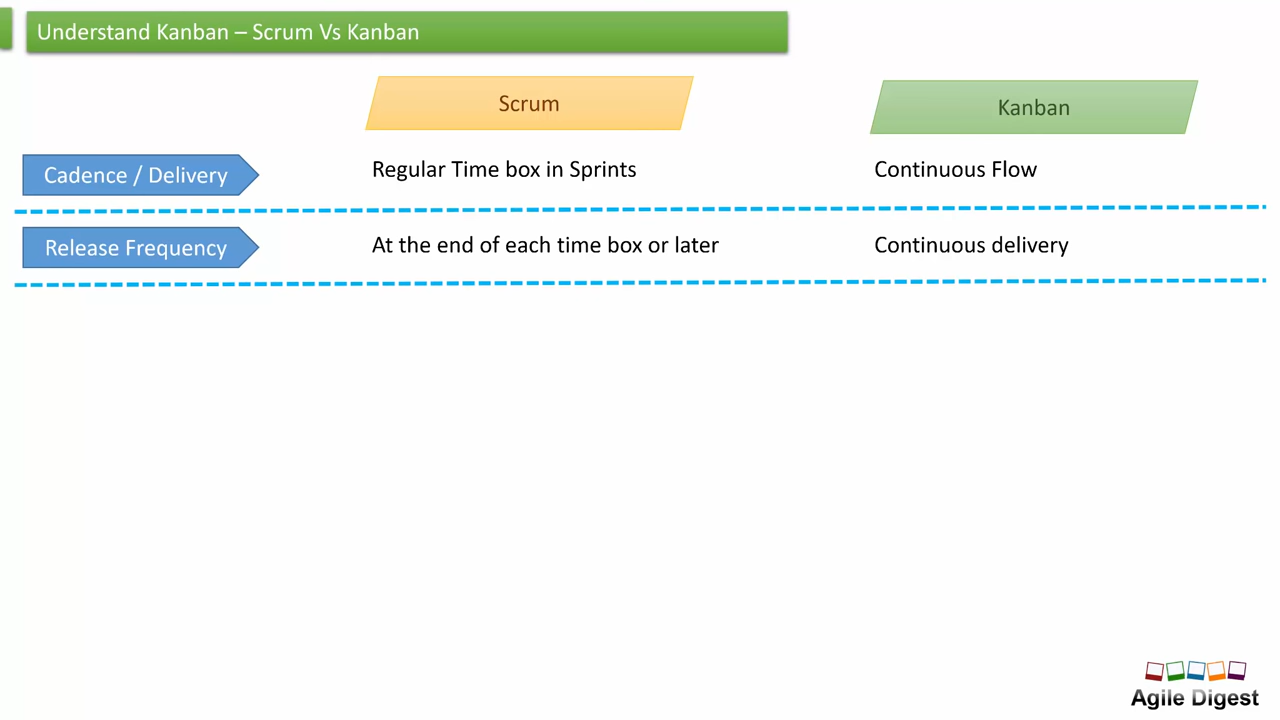 Understand Kanban – Scrum Vs Kanban
Scrum
Kanban
Cadence / Delivery
Regular Time box in Sprints
Continuous Flow
Release Frequency
At the end of each time box or later
Continuous delivery
Agile Digest